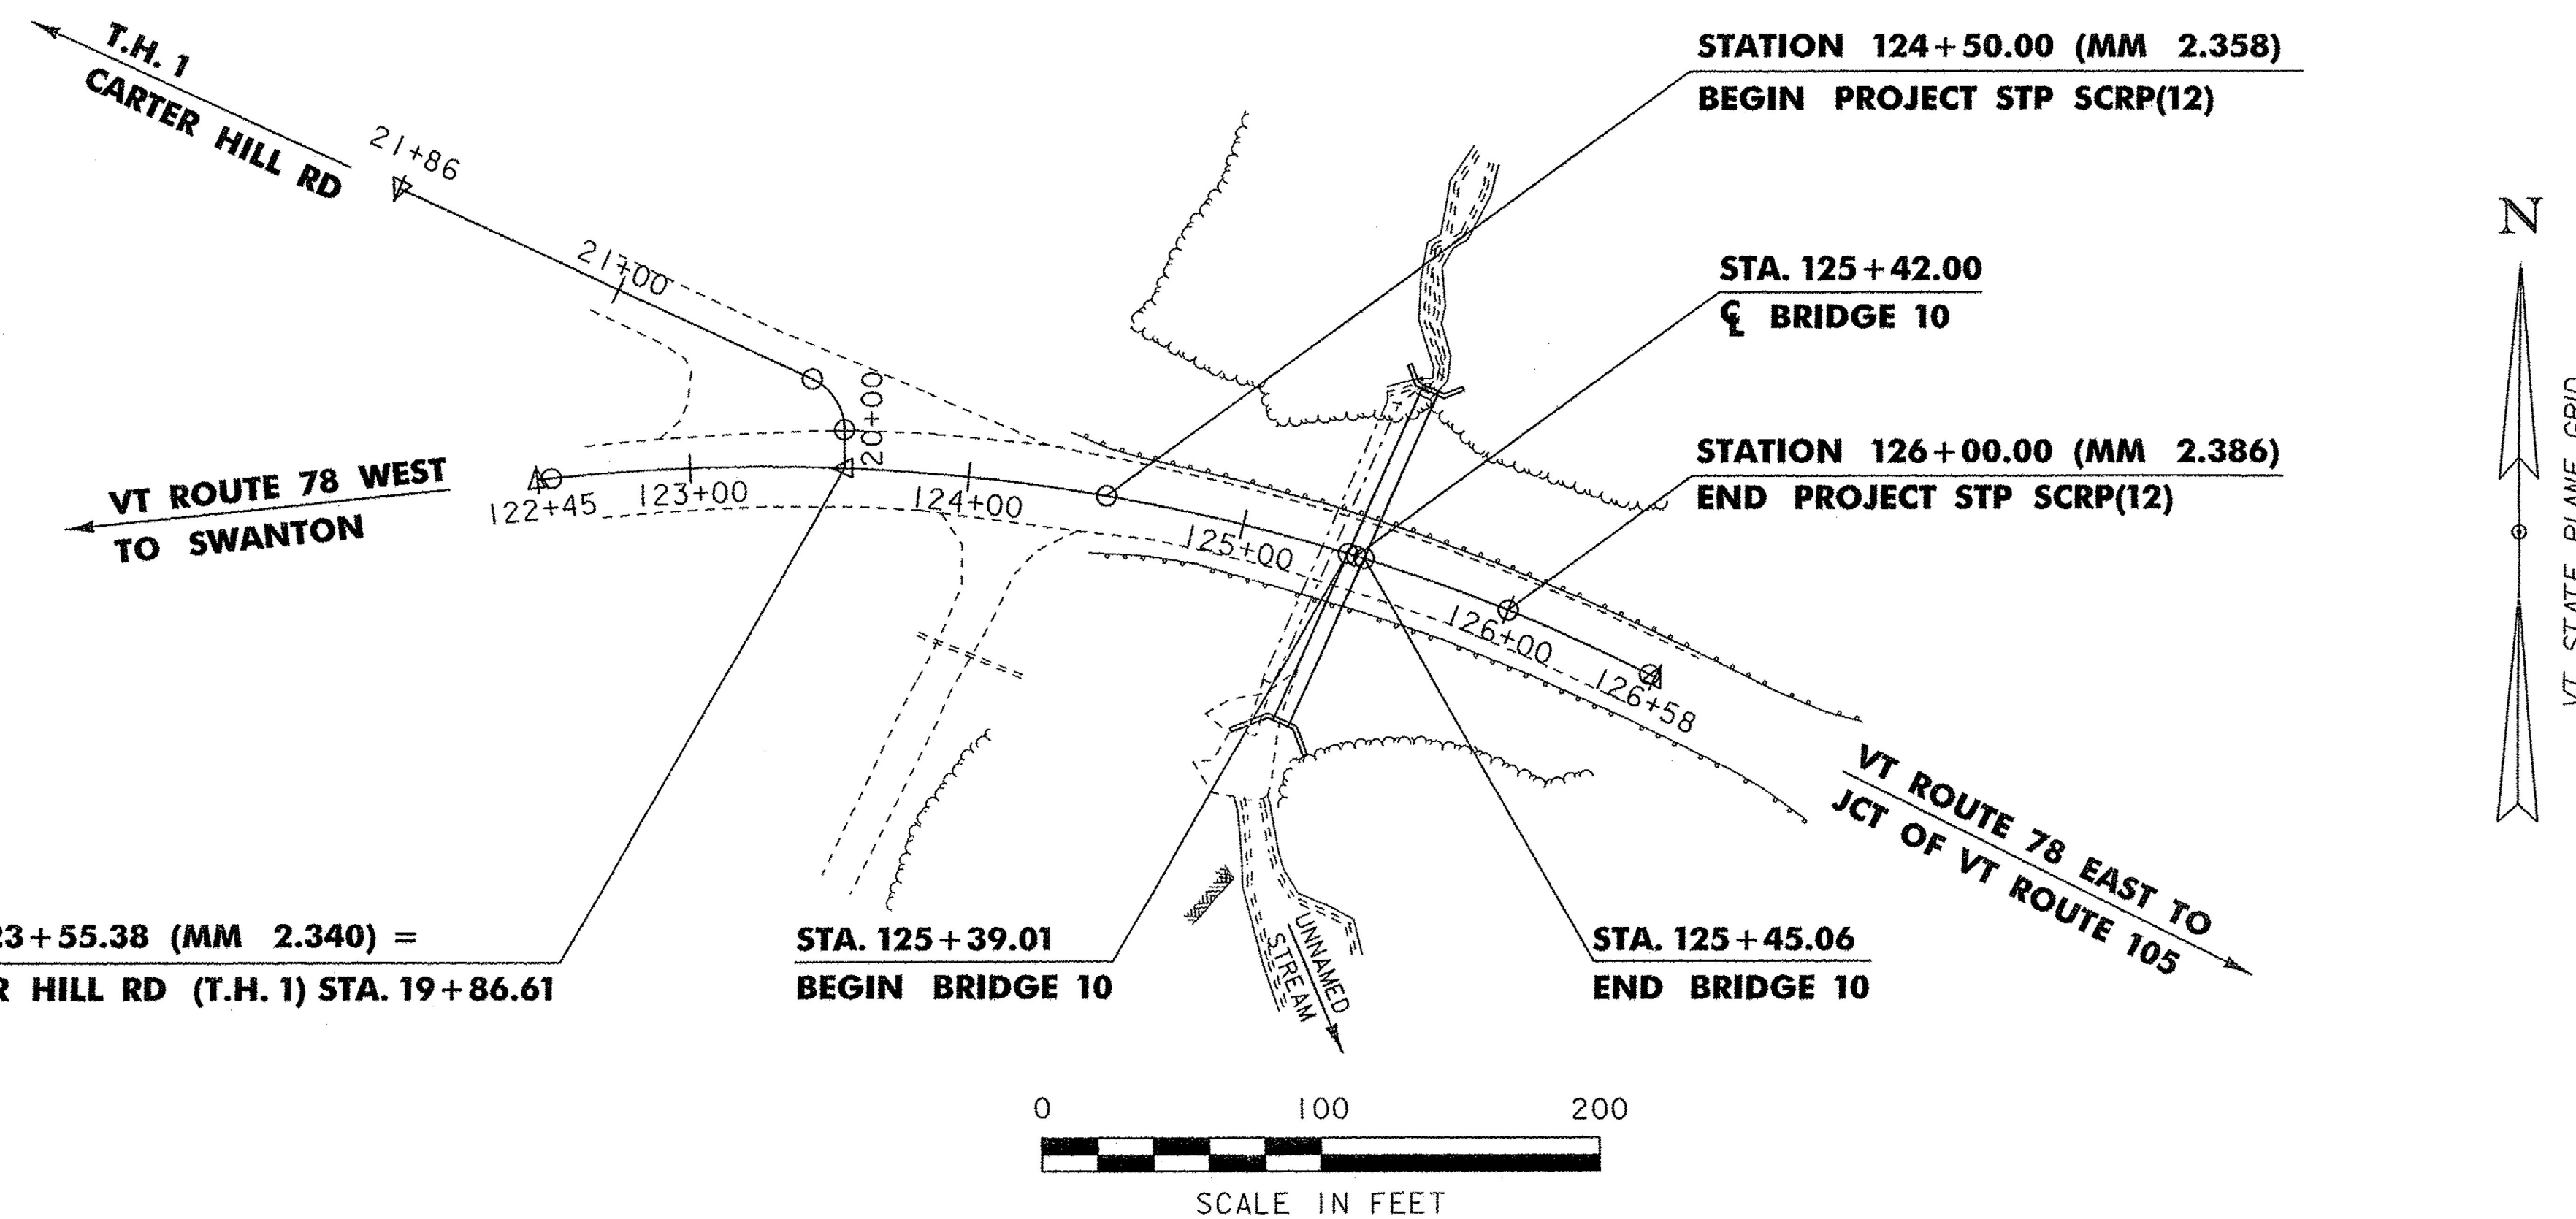 T.H. 1
CARTER HILL RD
21+86
21+00
20+00
STATION 124+50.00 (MM 2.358)
BEGIN PROJECT STP SCRP(12)
STA. 125+42.00
℄ BRIDGE 10
STATION 126+00.00 (MM 2.386)
END PROJECT STP SCRP(12)
N
VT STATE PLANE GRID
VT ROUTE 78 WEST
TO SWANTON
122+45
123+00
124+00
125+00
126+00
126+58
VT ROUTE 78 EAST TO
JCT OF VT ROUTE 105
23+55.38 (MM 2.340) =
R HILL RD (T.H. 1) STA. 19+86.61
STA. 125+39.01
BEGIN BRIDGE 10
UNNAMED
STREAM
STA. 125+45.06
END BRIDGE 10
0 100 200
SCALE IN FEET